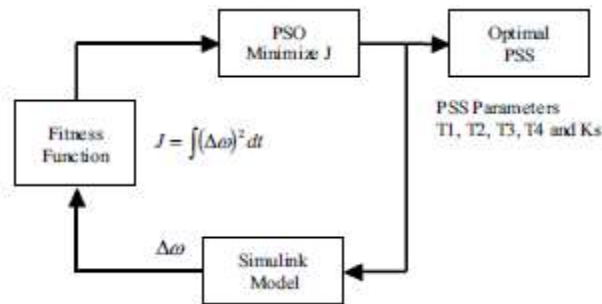 PSO
Minimize J
Optimal
PSS
PSS Parameters
T1, T2, T3, T4 and Ks
Fitness
Function
J = ∫(Δω)² dt
Δω
Simulink
Model